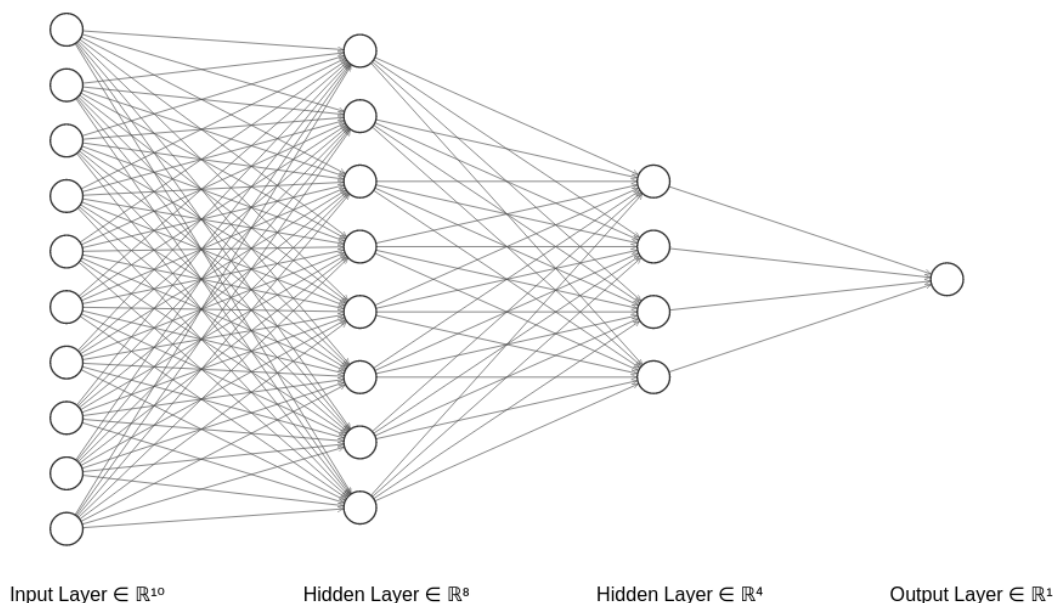 Input Layer ∈ ℝ¹⁰
Hidden Layer ∈ ℝ⁸
Hidden Layer ∈ ℝ⁴
Output Layer ∈ ℝ¹